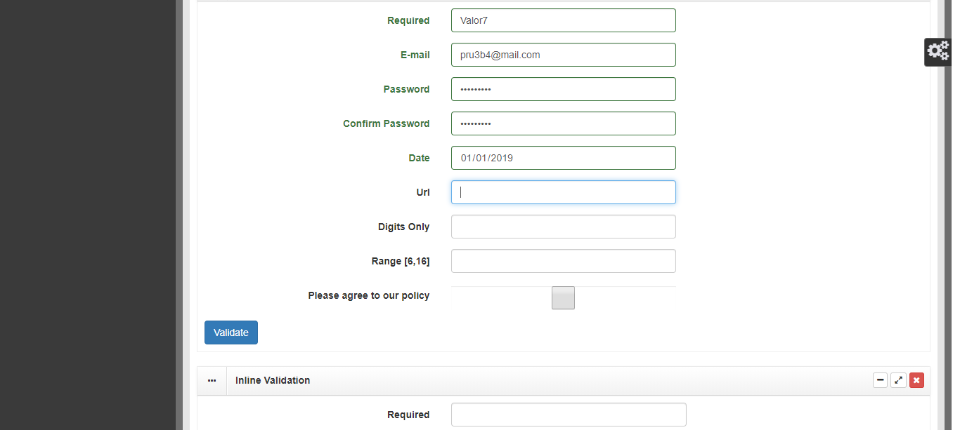 Required Valor7
E-mail pru3b4@mail.com
Password •••••••••
Confirm Password •••••••••
Date 01/01/2019
Url
Digits Only
Range [6,16]
Please agree to our policy
Validate
Inline Validation
Required